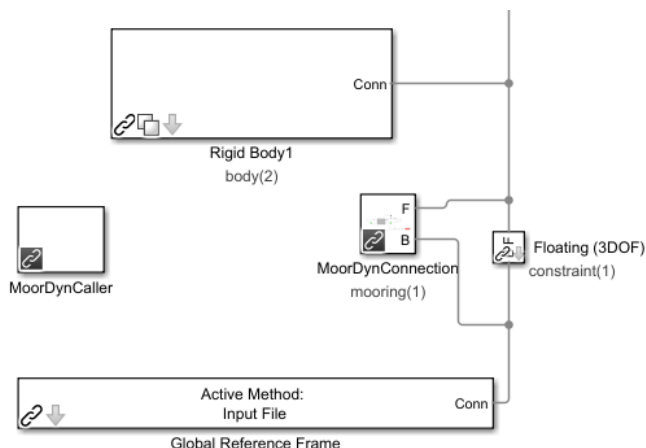 Conn
Rigid Body1
body(2)
F
B
MoorDynConnection
mooring(1)
F
Floating (3DOF)
constraint(1)
MoorDynCaller
Active Method:
Input File
Conn
Global Reference Frame